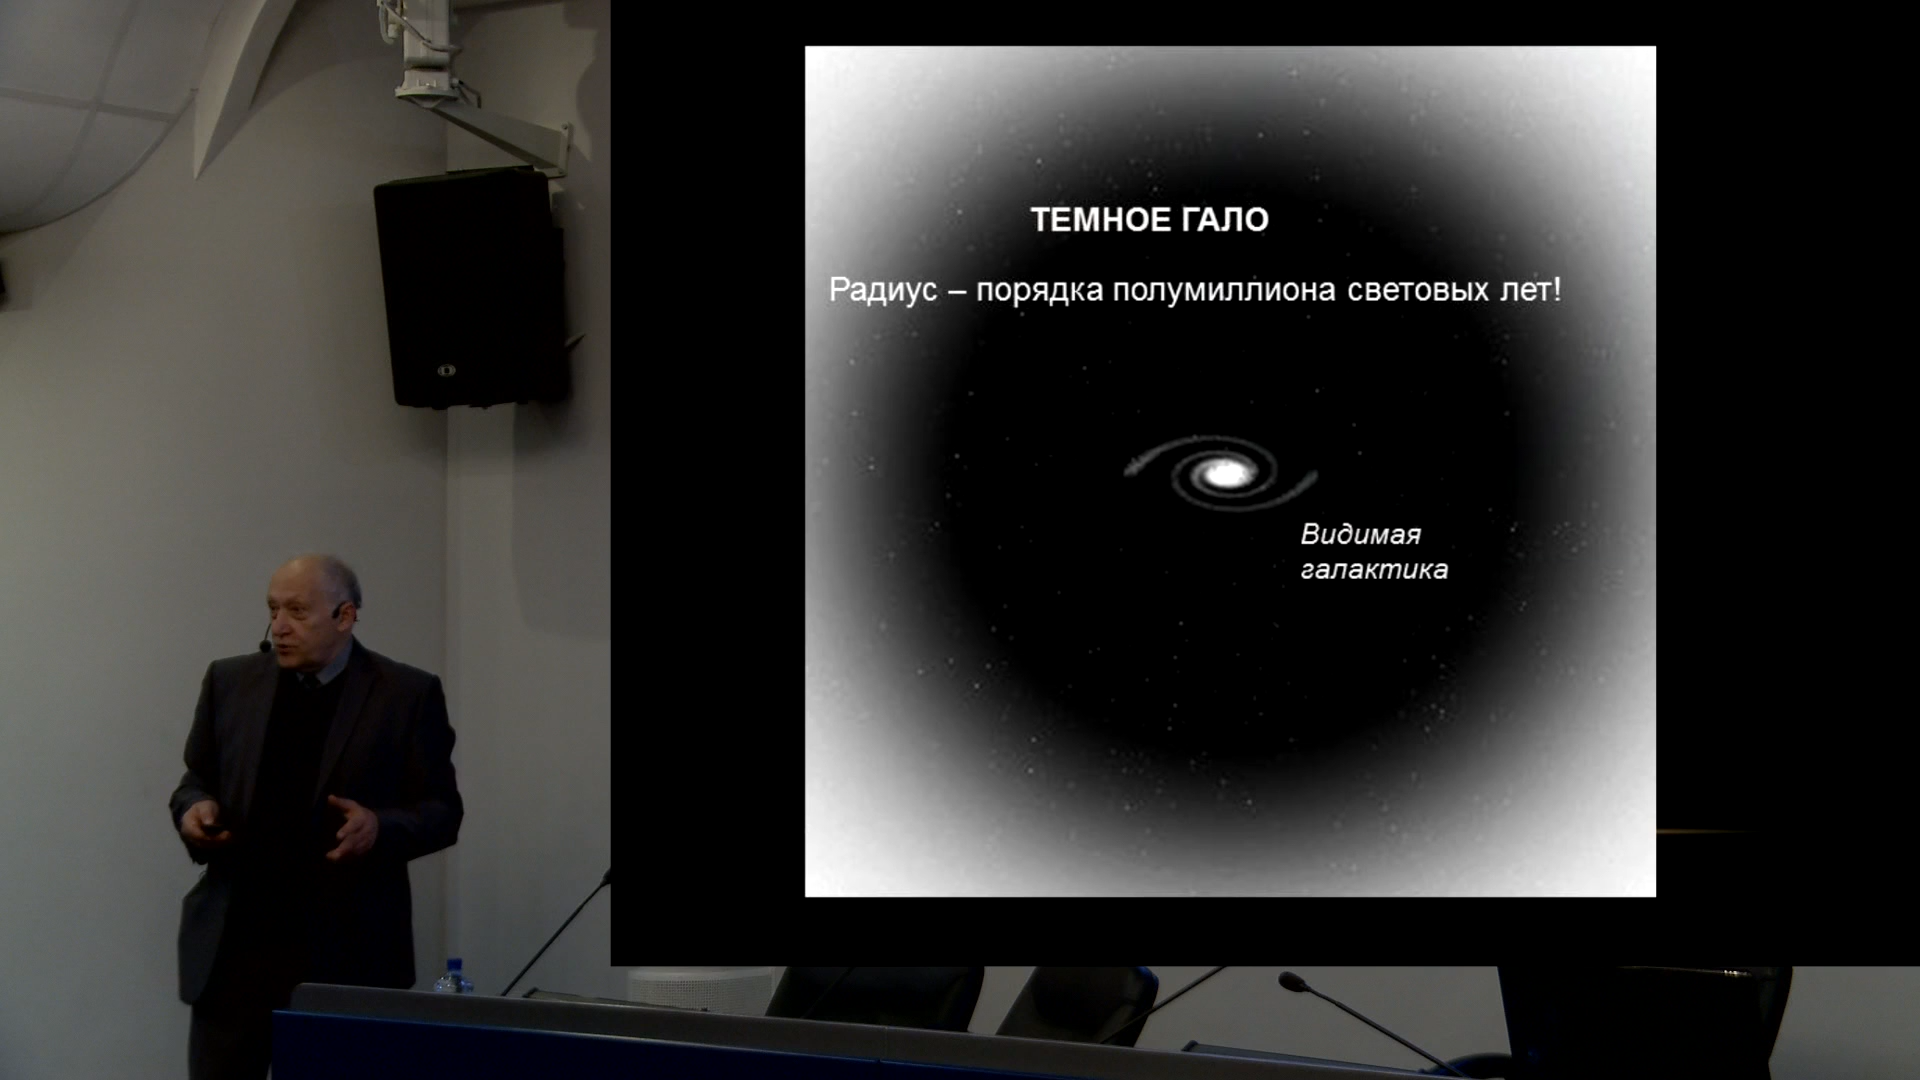 ТЕМНОЕ ГАЛО
Радиус – порядка полумиллиона световых лет!
Видимая
галактика